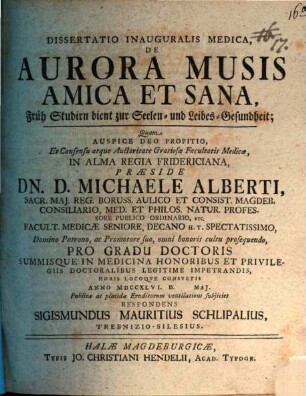 DISSERTATIO INAUGURALIS MEDICA,
DE
AURORA MUSIS
AMICA ET SANA,
Früh Studirn dient zur Seelen- und Leibes-Gesundheit;
Quam
AUSPICE DEO PROPITIO,
Ex Consensu atque Auctoritate Gratiosæ Facultatis Medicæ,
IN ALMA REGIA FRIDERICIANA,
PRÆSIDE
DN. D. MICHAELE ALBERTI,
SACR. MAJ. REG. BORUSS. AULICO ET CONSIST. MAGDEB.
CONSILIARIO, MED. ET PHILOS. NATUR. PROFES-
SORE PUBLICO ORDINARIO, etc.
FACULT. MEDICÆ SENIORE, DECANO H. T. SPECTATISSIMO,
Domino Patrono, ac Promotore suo, omni honoris cultu prosequendo,
PRO GRADU DOCTORIS
SUMMISQUE IN MEDICINA HONORIBUS ET PRIVILE-
GIIS DOCTORALIBUS LEGITIME IMPETRANDIS,
HORIS LOCOQVE CONSVETIS
ANNO MDCCXLVI. D. MAJ.
Publicæ ac placidæ Eruditorum ventilationi subjiciet
RESPONDENS
SIGISMUNDUS MAURITIUS SCHLIPALIUS,
TREBNIZIO-SILESIUS.
HALÆ MAGDEBURGICÆ,
TYPIS JO. CHRISTIANI HENDELII, ACAD. TYPOGR.